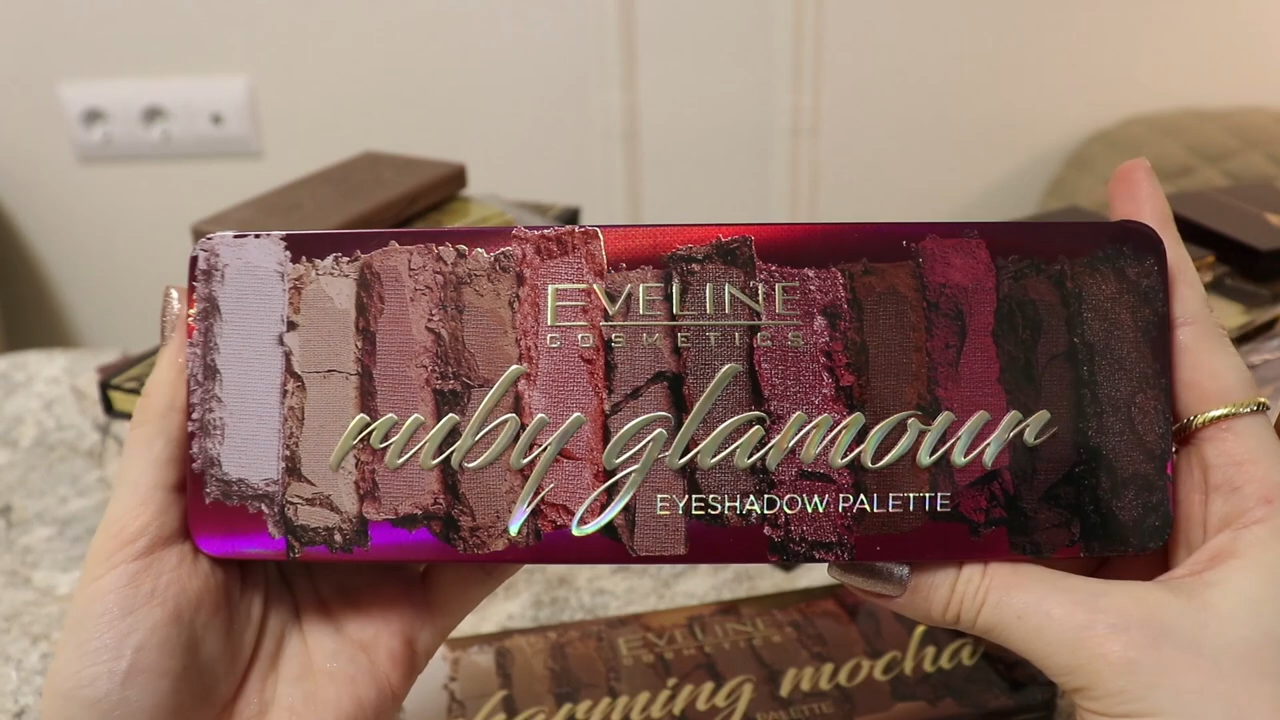 EVELINE
COSMETICS
ruby glamour
EYESHADOW PALETTE
EVELINE
COSMETICS
mocha
PALETTE